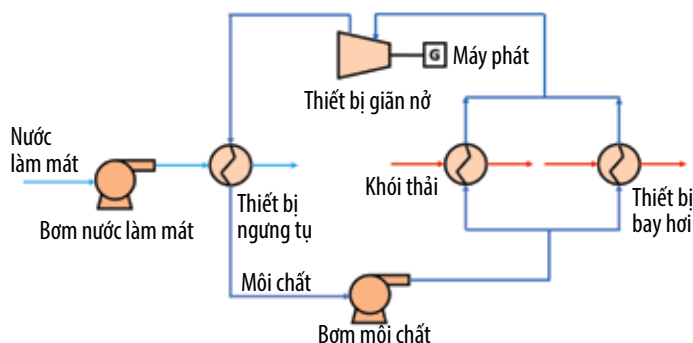 G
Máy phát
Thiết bị giãn nở
Nước
làm mát
Khói thải
Thiết bị
ngưng tụ
Thiết bị
bay hơi
Bơm nước làm mát
Môi chất
Bơm môi chất